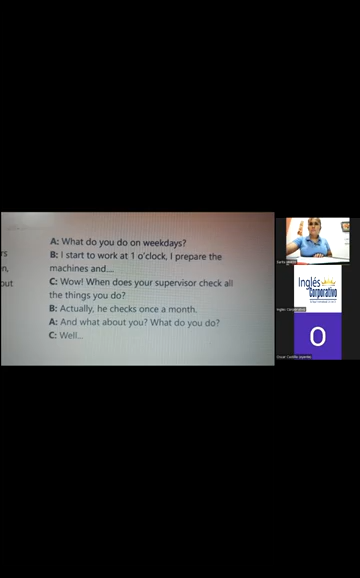 rs
n,
out
A: What do you do on weekdays?
B: I start to work at 1 o'clock, I prepare the
machines and....
C: Wow! When does your supervisor check all
the things you do?
B: Actually, he checks once a month.
A: And what about you? What do you do?
C: Well...
Inglés
Corporativo
O